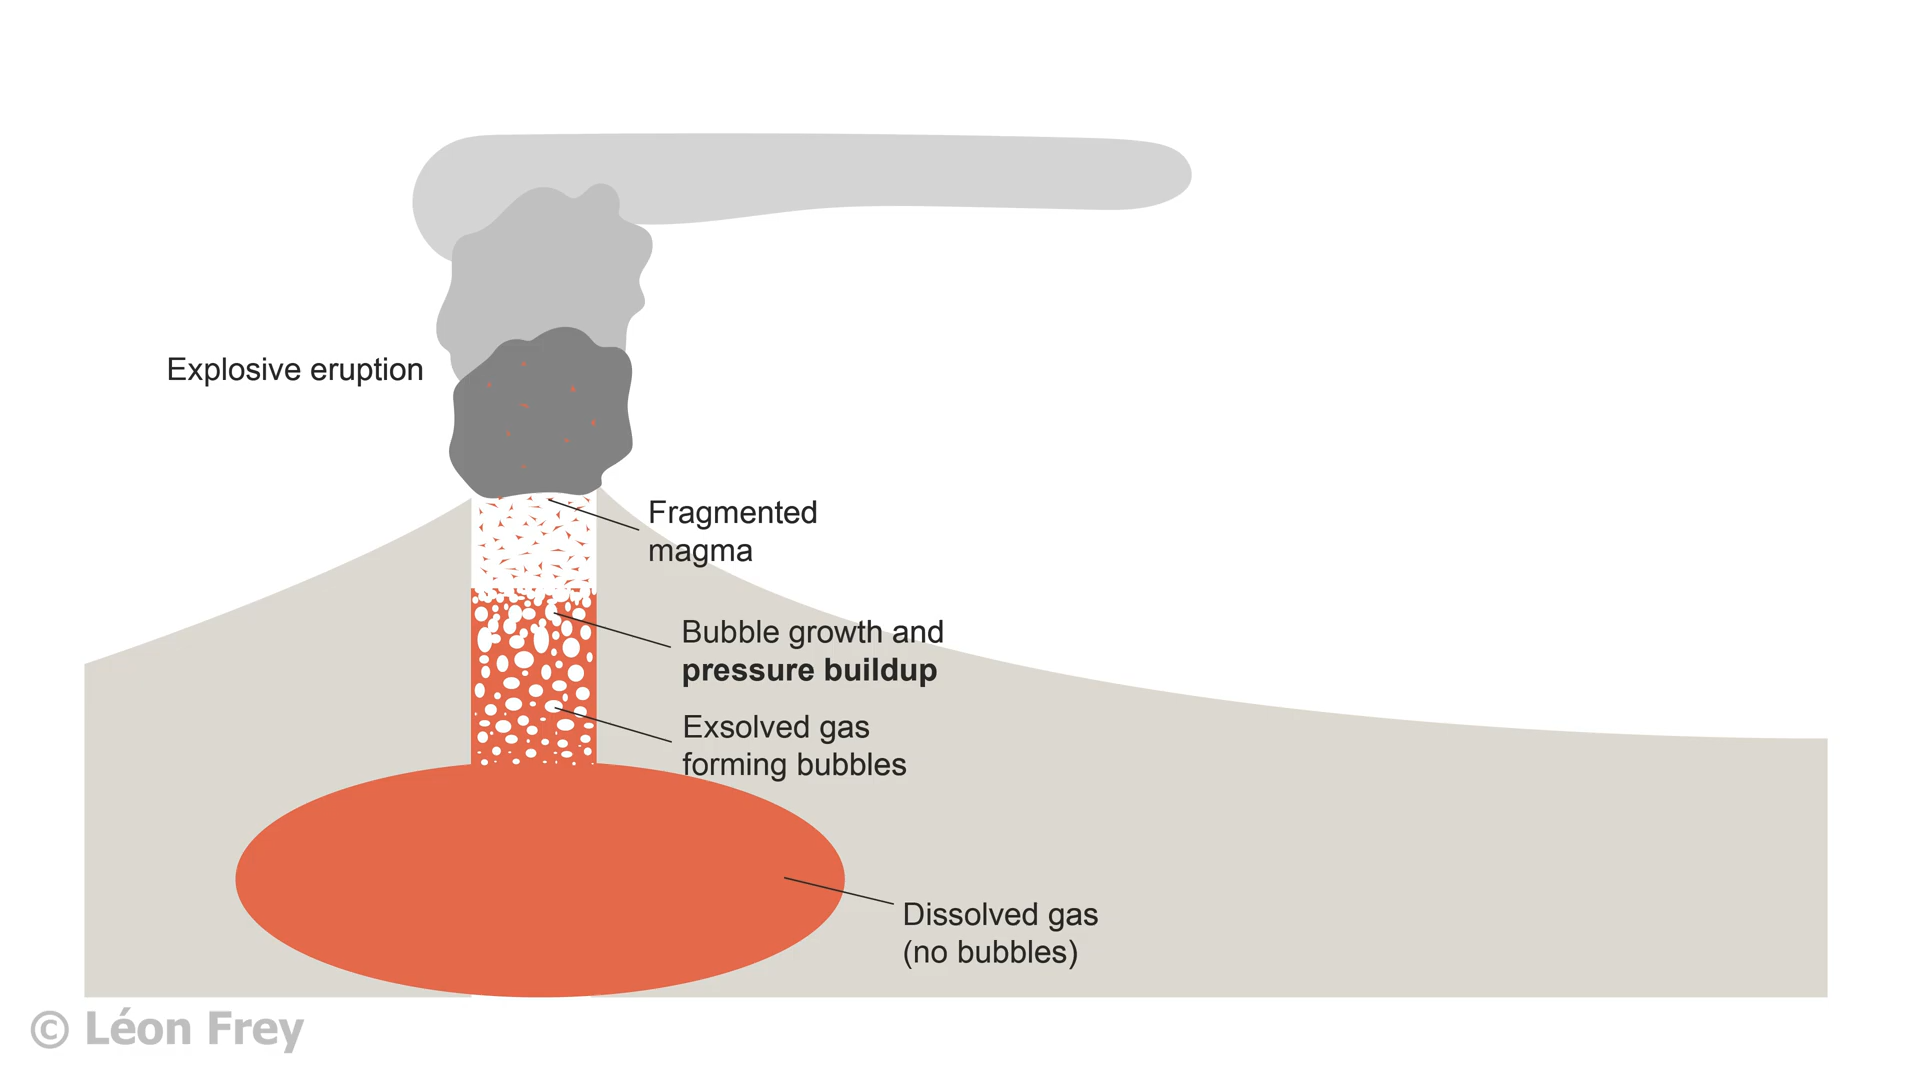 Explosive eruption
Fragmented
magma
Bubble growth and
pressure buildup
Exsolved gas
forming bubbles
Dissolved gas
(no bubbles)
© Léon Frey